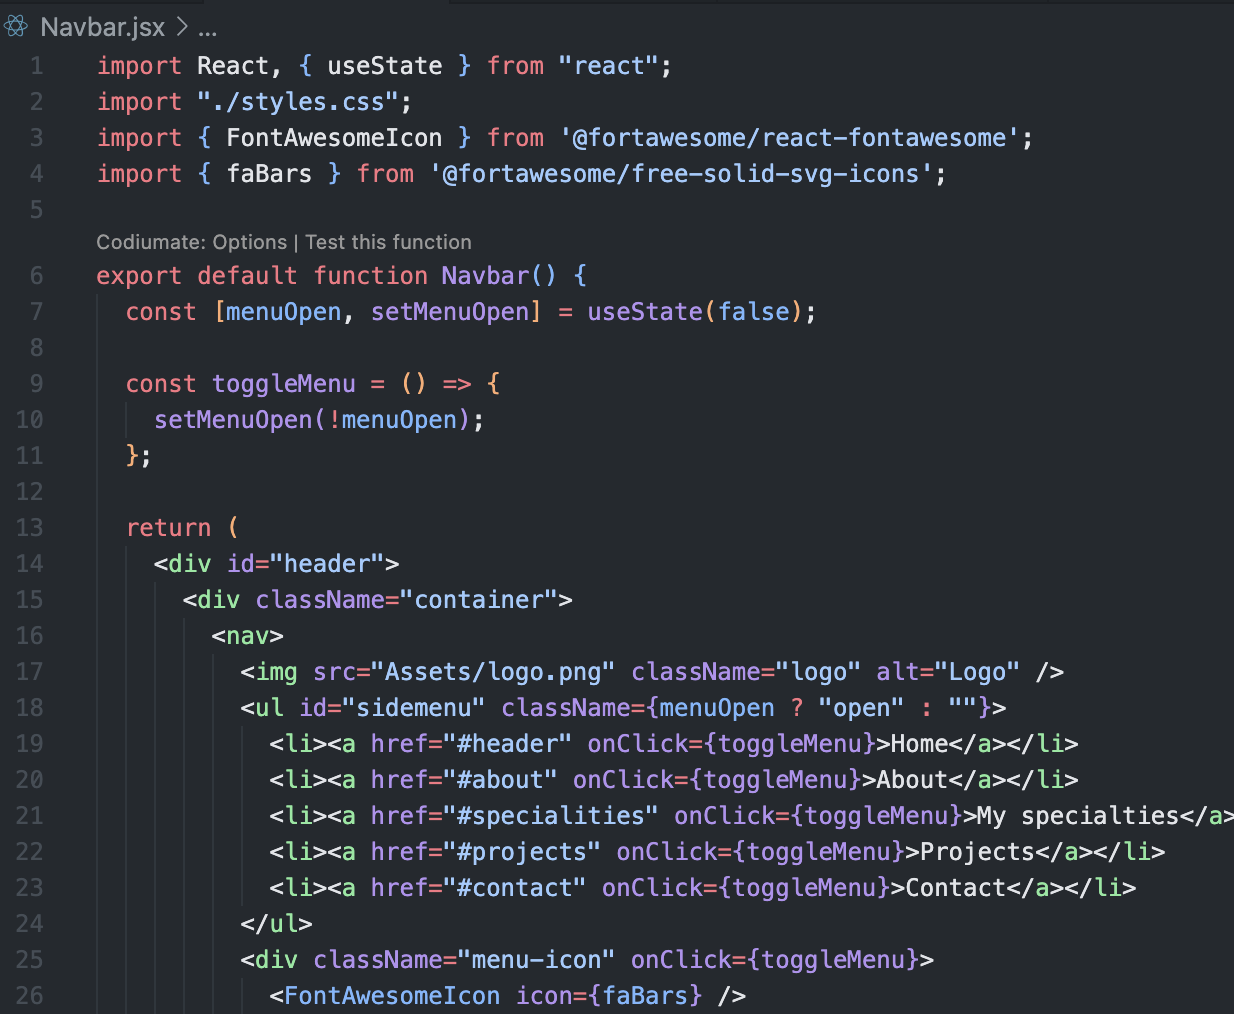 Navbar.jsx > ...
1 import React, { useState } from "react";
2 import "./styles.css";
3 import { FontAwesomeIcon } from '@fortawesome/react-fontawesome';
4 import { faBars } from '@fortawesome/free-solid-svg-icons';
5
Codiumate: Options | Test this function
6 export default function Navbar() {
7   const [menuOpen, setMenuOpen] = useState(false);
8
9   const toggleMenu = () => {
10     setMenuOpen(!menuOpen);
11   };
12
13   return (
14     <div id="header">
15       <div className="container">
16         <nav>
17           <img src="Assets/logo.png" className="logo" alt="Logo" />
18           <ul id="sidemenu" className={menuOpen ? "open" : ""}>
19             <li><a href="#header" onClick={toggleMenu}>Home</a></li>
20             <li><a href="#about" onClick={toggleMenu}>About</a></li>
21             <li><a href="#specialities" onClick={toggleMenu}>My specialties</a>
22             <li><a href="#projects" onClick={toggleMenu}>Projects</a></li>
23             <li><a href="#contact" onClick={toggleMenu}>Contact</a></li>
24           </ul>
25           <div className="menu-icon" onClick={toggleMenu}>
26             <FontAwesomeIcon icon={faBars} />